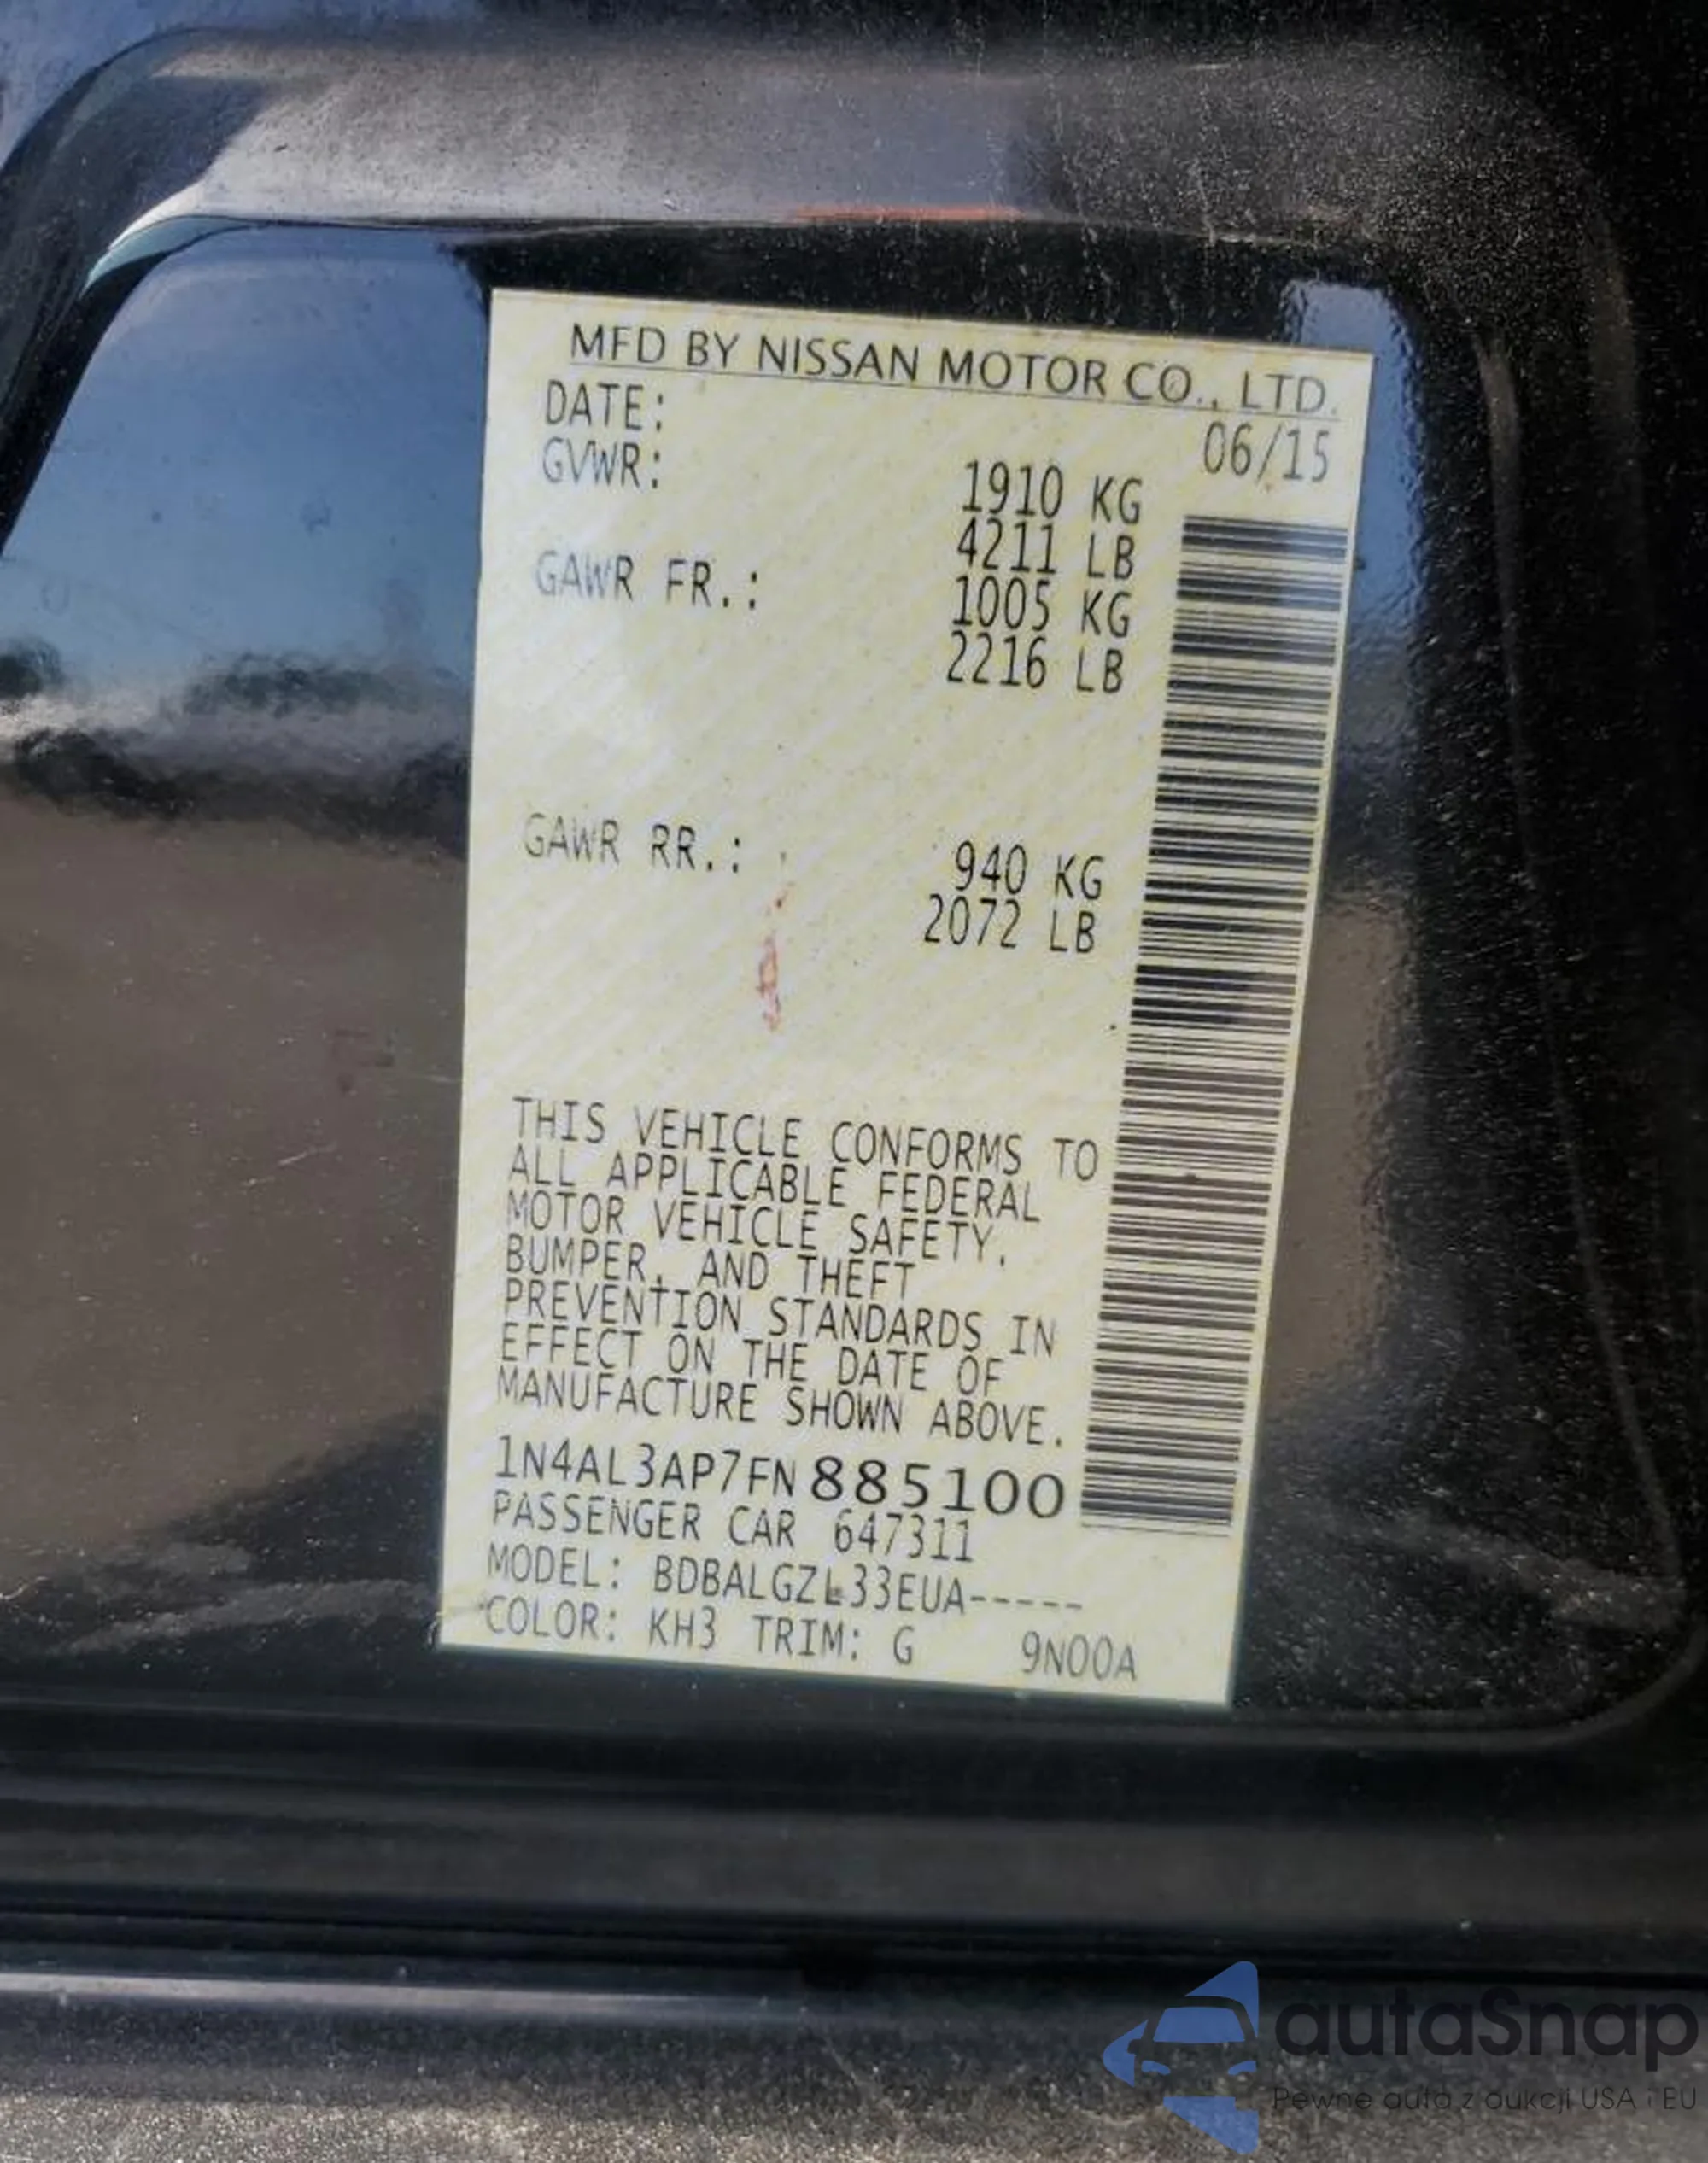 MFD BY NISSAN MOTOR CO., LTD.
DATE: 06/15
GVWR: 1910 KG
4211 LB
GAWR FR.: 1005 KG
2216 LB
GAWR RR.: 940 KG
2072 LB
THIS VEHICLE CONFORMS TO
ALL APPLICABLE FEDERAL
MOTOR VEHICLE SAFETY,
BUMPER, AND THEFT
PREVENTION STANDARDS IN
EFFECT ON THE DATE OF
MANUFACTURE SHOWN ABOVE.
1N4AL3AP7FN885100
PASSENGER CAR 647311
MODEL: BDBALGZL33EUA-----
COLOR: KH3 TRIM: G 9N00A
autaSnap
Pewne auto z aukcji USA i EU